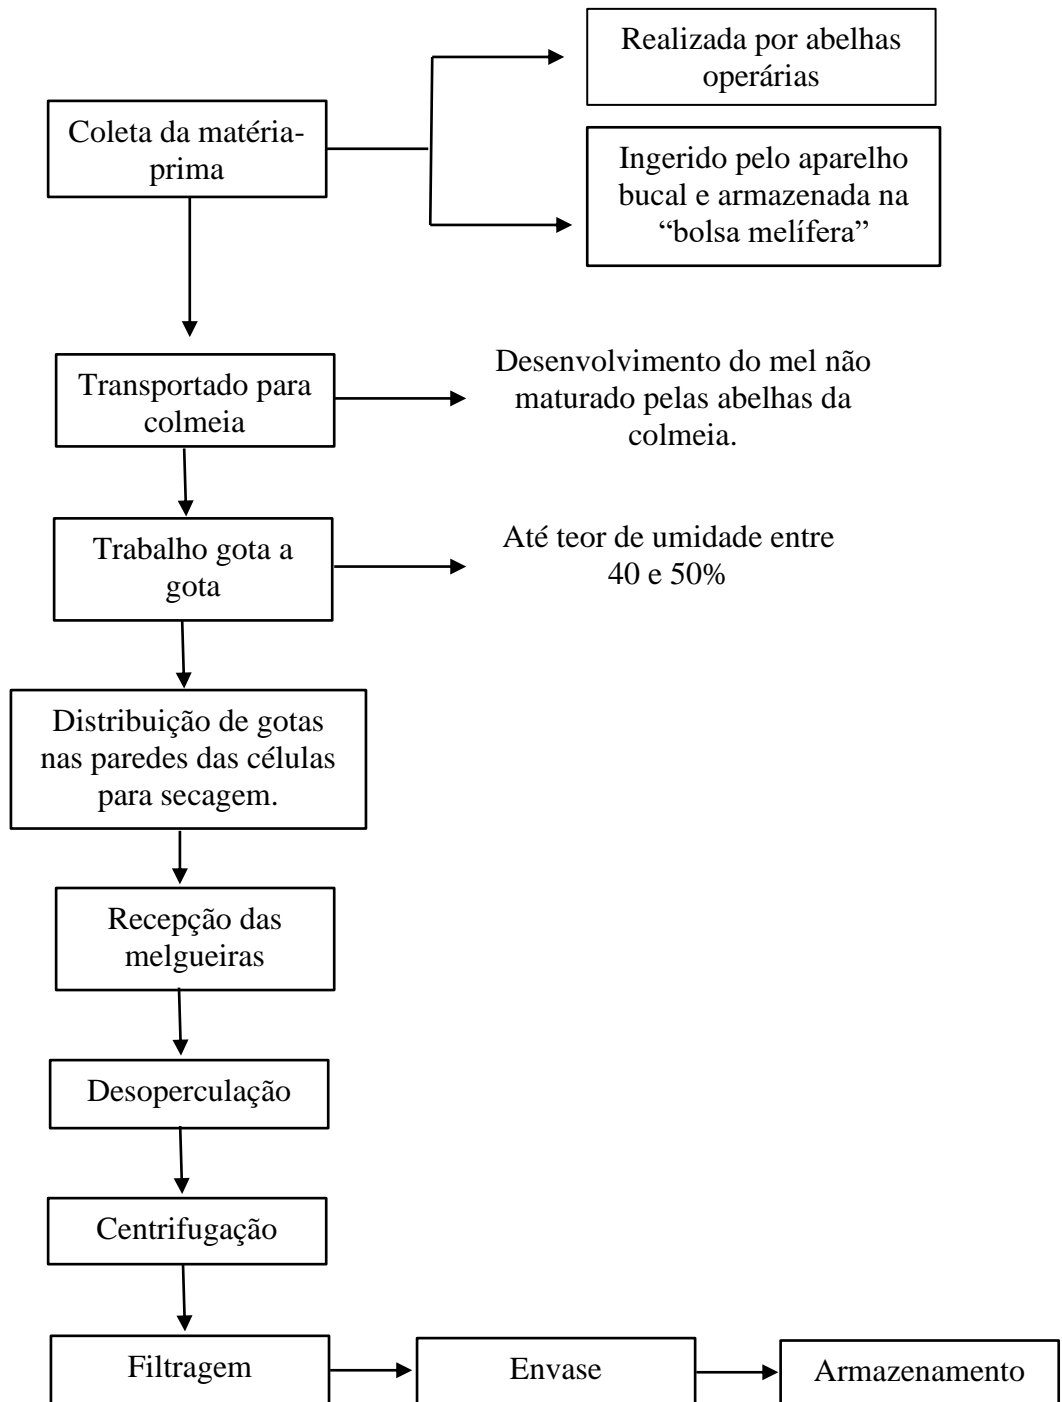 Realizada por abelhas
operárias
Coleta da matéria-
prima
Ingerido pelo aparelho
bucal e armazenada na
“bolsa melífera”
Transportado para
colmeia
Desenvolvimento do mel não
maturado pelas abelhas da
colmeia.
Trabalho gota a
gota
Até teor de umidade entre
40 e 50%
Distribuição de gotas
nas paredes das células
para secagem.
Recepção das
melgueiras
Desoperculação
Centrifugação
Filtragem
Envase
Armazenamento